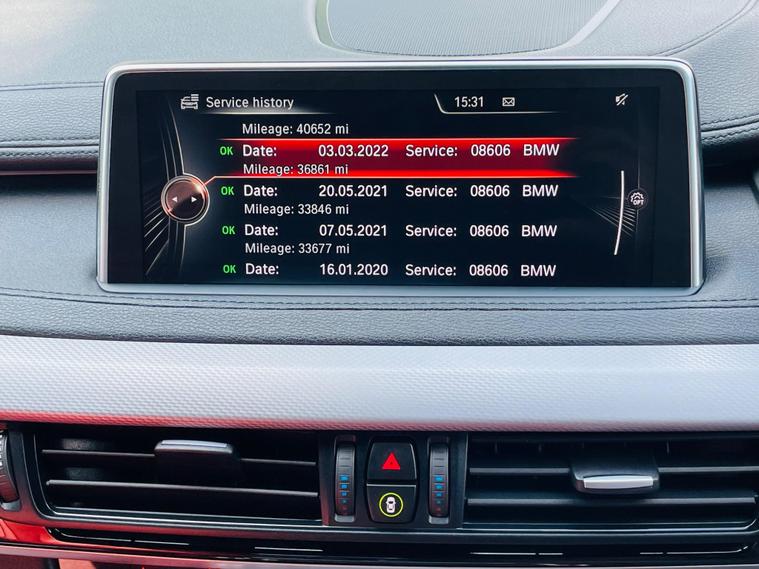 Service history 15:31
Mileage: 40652 mi
OK Date: 03.03.2022 Service: 08606 BMW
Mileage: 36861 mi
OK Date: 20.05.2021 Service: 08606 BMW
Mileage: 33846 mi
OK Date: 07.05.2021 Service: 08606 BMW
Mileage: 33677 mi
OK Date: 16.01.2020 Service: 08606 BMW
OPT